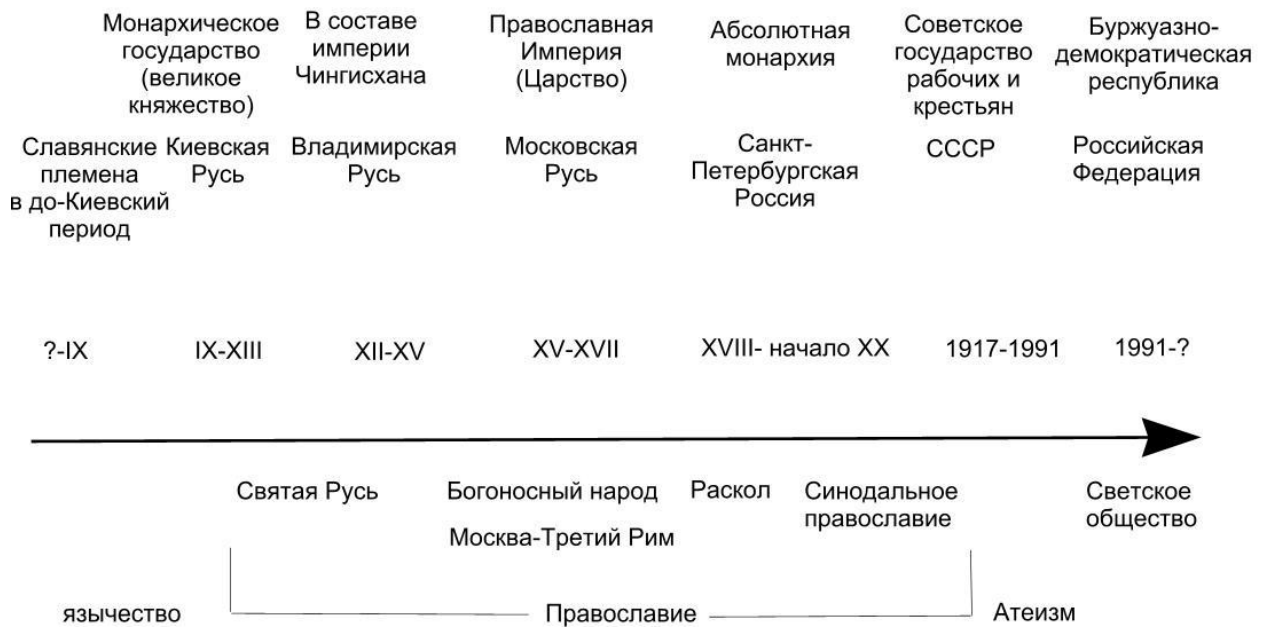 Монархическое
государство
(великое
княжество)
В составе
империи
Чингисхана
Православная
Империя
(Царство)
Абсолютная
монархия
Советское
государство
рабочих и
крестьян
Буржуазно-
демократическая
республика
Славянские
племена
в до-Киевский
период
Киевская
Русь
Владимирская
Русь
Московская
Русь
Санкт-
Петербургская
Россия
СССР
Российская
Федерация
?-IX
IX-XIII
XII-XV
XV-XVII
XVIII- начало XX
1917-1991
1991-?
Святая Русь
Богоносный народ
Москва-Третий Рим
Раскол
Синодальное
православие
Светское
общество
язычество
Православие
Атеизм